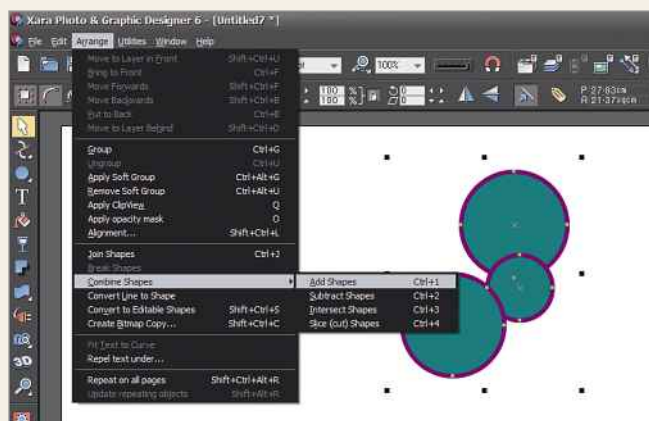 Xara Photo & Graphic Designer 6 - [Untitled7 *]
File Edit Arrange Utilities Window Help
Move to Layer in Front Shift+Ctrl+U
Bring to Front Ctrl+F
Move Forwards Shift+Ctrl+F
Move Backwards Shift+Ctrl+B
Put to Back Ctrl+B
Move to Layer Behind Shift+Ctrl+D
Group Ctrl+G
Ungroup Ctrl+U
Apply Soft Group Ctrl+Alt+G
Remove Soft Group Ctrl+Alt+U
Apply ClipView Q
Apply opacity mask O
Alignment... Shift+Ctrl+L
Join Shapes Ctrl+J
Break Shapes
Combine Shapes
Add Shapes Ctrl+1
Subtract Shapes Ctrl+2
Intersect Shapes Ctrl+3
Slice (cut) Shapes Ctrl+4
Convert Line to Shape
Convert to Editable Shapes Shift+Ctrl+S
Create Bitmap Copy... Shift+Ctrl+C
Fit Text to Curve
Repel text under...
Repeat on all pages Shift+Ctrl+Alt+R
Update repeating objects Shift+Alt+R
100%
100
100
0
0
T
3D